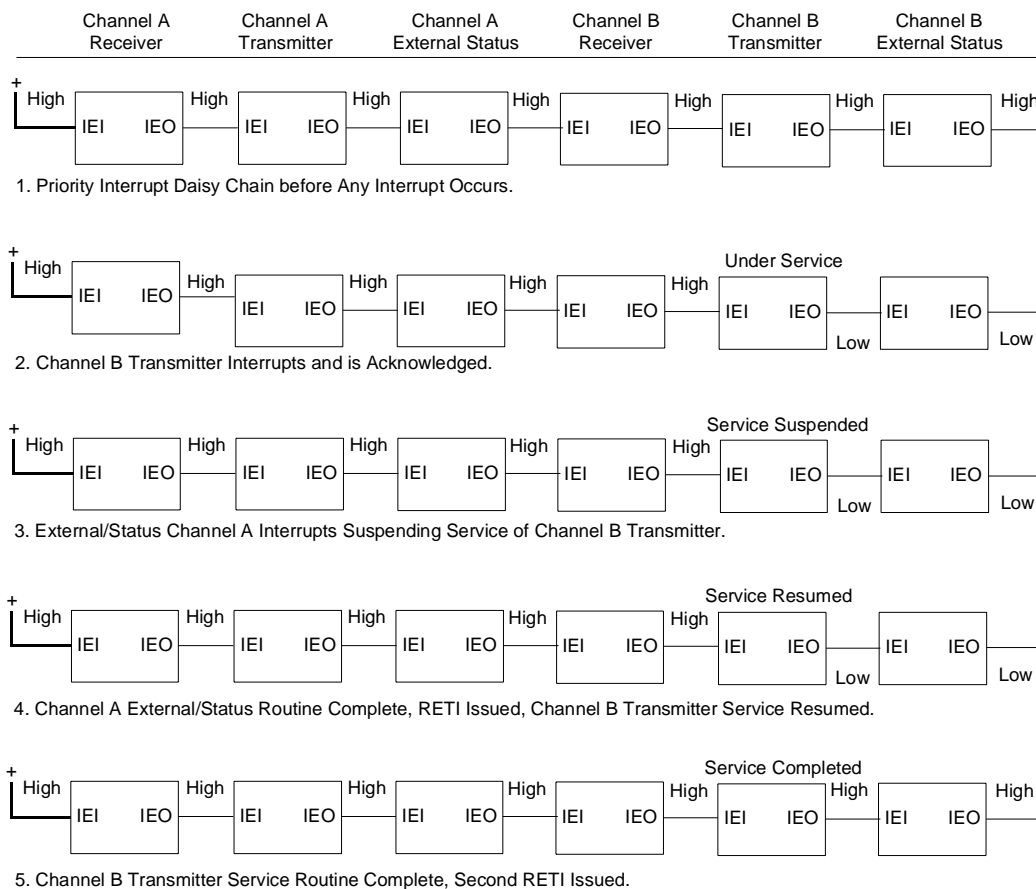 Channel A Receiver
Channel A Transmitter
Channel A External Status
Channel B Receiver
Channel B Transmitter
Channel B External Status
+
High High High High High High High
IEI IEO IEI IEO IEI IEO IEI IEO IEI IEO IEI IEO
1. Priority Interrupt Daisy Chain before Any Interrupt Occurs.
Under Service
+
High High High High High
IEI IEO IEI IEO IEI IEO IEI IEO IEI IEO IEI IEO
Low Low
2. Channel B Transmitter Interrupts and is Acknowledged.
Service Suspended
+
High High High High High
IEI IEO IEI IEO IEI IEO IEI IEO IEI IEO IEI IEO
Low Low
3. External/Status Channel A Interrupts Suspending Service of Channel B Transmitter.
Service Resumed
+
High High High High High
IEI IEO IEI IEO IEI IEO IEI IEO IEI IEO IEI IEO
Low Low
4. Channel A External/Status Routine Complete, RETI Issued, Channel B Transmitter Service Resumed.
Service Completed
+
High High High High High High High
IEI IEO IEI IEO IEI IEO IEI IEO IEI IEO IEI IEO
5. Channel B Transmitter Service Routine Complete, Second RETI Issued.